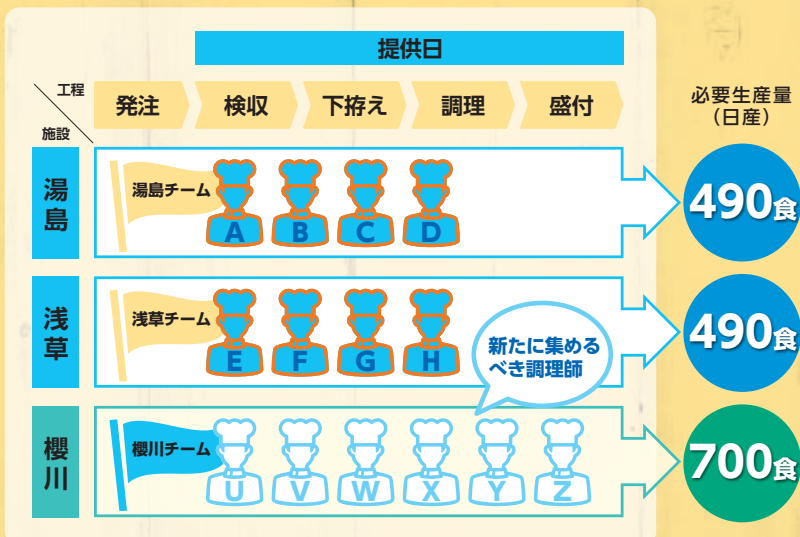 提供日
工程
施設
発注
検収
下拵え
調理
盛付
必要生産量
（日産）
湯島
湯島チーム
A
B
C
D
490食
浅草
浅草チーム
E
F
G
H
新たに集める
べき調理師
490食
櫻川
櫻川チーム
U
V
W
X
Y
Z
700食